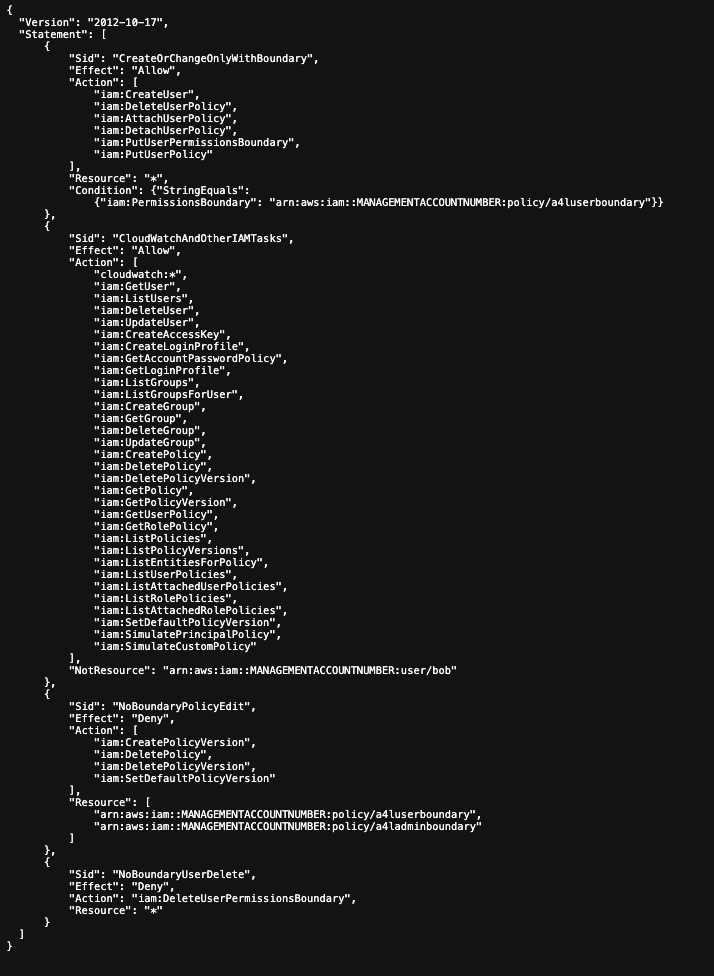 {
  "Version": "2012-10-17",
  "Statement": [
      {
          "Sid": "CreateOrChangeOnlyWithBoundary",
          "Effect": "Allow",
          "Action": [
              "iam:CreateUser",
              "iam:DeleteUserPolicy",
              "iam:AttachUserPolicy",
              "iam:DetachUserPolicy",
              "iam:PutUserPermissionsBoundary",
              "iam:PutUserPolicy"
          ],
          "Resource": "*",
          "Condition": {"StringEquals":
              {"iam:PermissionsBoundary": "arn:aws:iam::MANAGEMENTACCOUNTNUMBER:policy/a4luserboundary"}}
      },
      {
          "Sid": "CloudWatchAndOtherIAMTasks",
          "Effect": "Allow",
          "Action": [
              "cloudwatch:*",
              "iam:GetUser",
              "iam:ListUsers",
              "iam:DeleteUser",
              "iam:UpdateUser",
              "iam:CreateAccessKey",
              "iam:CreateLoginProfile",
              "iam:GetAccountPasswordPolicy",
              "iam:GetLoginProfile",
              "iam:ListGroups",
              "iam:ListGroupsForUser",
              "iam:CreateGroup",
              "iam:GetGroup",
              "iam:DeleteGroup",
              "iam:UpdateGroup",
              "iam:CreatePolicy",
              "iam:DeletePolicy",
              "iam:DeletePolicyVersion",
              "iam:GetPolicy",
              "iam:GetPolicyVersion",
              "iam:GetUserPolicy",
              "iam:GetRolePolicy",
              "iam:ListPolicies",
              "iam:ListPolicyVersions",
              "iam:ListEntitiesForPolicy",
              "iam:ListUserPolicies",
              "iam:ListAttachedUserPolicies",
              "iam:ListRolePolicies",
              "iam:ListAttachedRolePolicies",
              "iam:SetDefaultPolicyVersion",
              "iam:SimulatePrincipalPolicy",
              "iam:SimulateCustomPolicy"
          ],
          "NotResource": "arn:aws:iam::MANAGEMENTACCOUNTNUMBER:user/bob"
      },
      {
          "Sid": "NoBoundaryPolicyEdit",
          "Effect": "Deny",
          "Action": [
              "iam:CreatePolicyVersion",
              "iam:DeletePolicy",
              "iam:DeletePolicyVersion",
              "iam:SetDefaultPolicyVersion"
          ],
          "Resource": [
              "arn:aws:iam::MANAGEMENTACCOUNTNUMBER:policy/a4luserboundary",
              "arn:aws:iam::MANAGEMENTACCOUNTNUMBER:policy/a4ladminboundary"
          ]
      },
      {
          "Sid": "NoBoundaryUserDelete",
          "Effect": "Deny",
          "Action": "iam:DeleteUserPermissionsBoundary",
          "Resource": "*"
      }
  ]
}